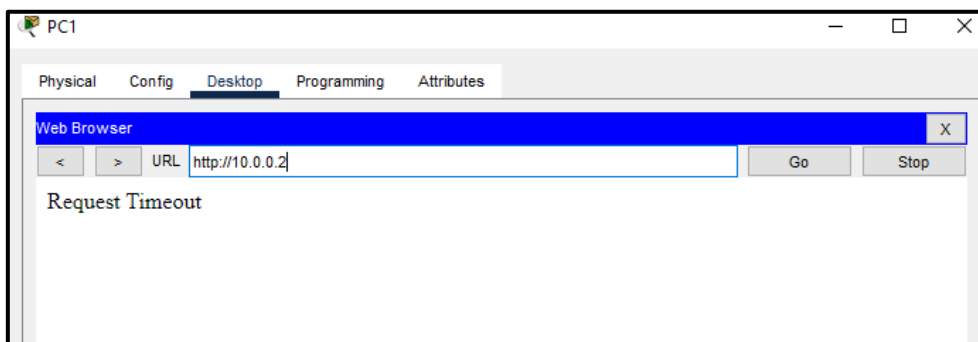 PC1
Physical Config Desktop Programming Attributes
Web Browser X
< > URL http://10.0.0.2 Go Stop
Request Timeout